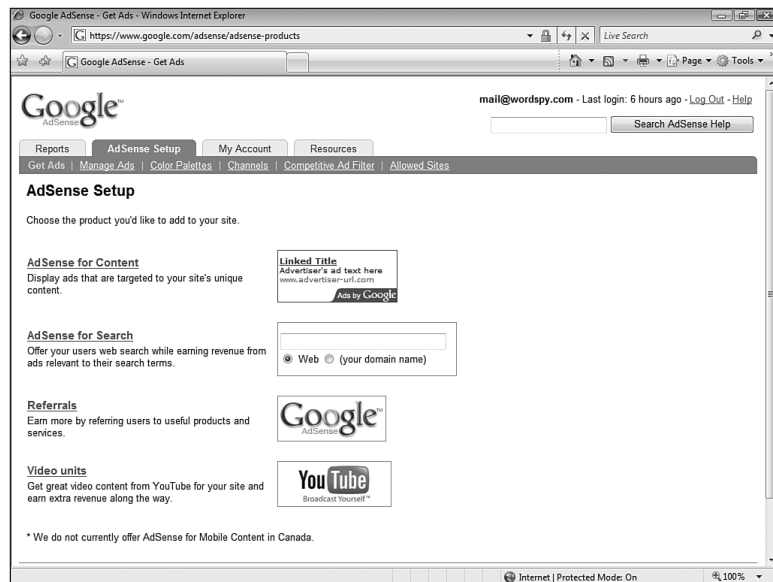 Google AdSense - Get Ads - Windows Internet Explorer
https://www.google.com/adsense/adsense-products
Live Search
Google AdSense - Get Ads
Page
Tools
Google™
AdSense
mail@wordspy.com - Last login: 6 hours ago - Log Out - Help
Search AdSense Help
Reports AdSense Setup My Account Resources
Get Ads | Manage Ads | Color Palettes | Channels | Competitive Ad Filter | Allowed Sites
AdSense Setup
Choose the product you'd like to add to your site.
AdSense for Content
Display ads that are targeted to your site's unique
content.
Linked Title
Advertiser's ad text here
www.advertiser-url.com
Ads by Google
AdSense for Search
Offer your users web search while earning revenue from
ads relevant to their search terms.
Web (your domain name)
Referrals
Earn more by referring users to useful products and
services.
Google™
AdSense
Video units
Get great video content from YouTube for your site and
earn extra revenue along the way.
YouTube
Broadcast Yourself™
* We do not currently offer AdSense for Mobile Content in Canada.
Internet | Protected Mode: On 100%